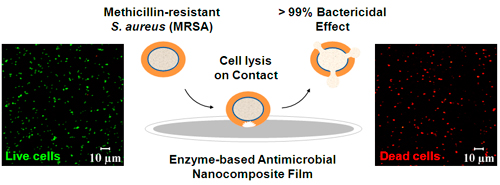 Methicillin-resistant
S. aureus (MRSA)
> 99% Bactericidal
Effect
Cell lysis
on Contact
Live cells
10 µm
Dead cells
10 µm
Enzyme-based Antimicrobial
Nanocomposite Film